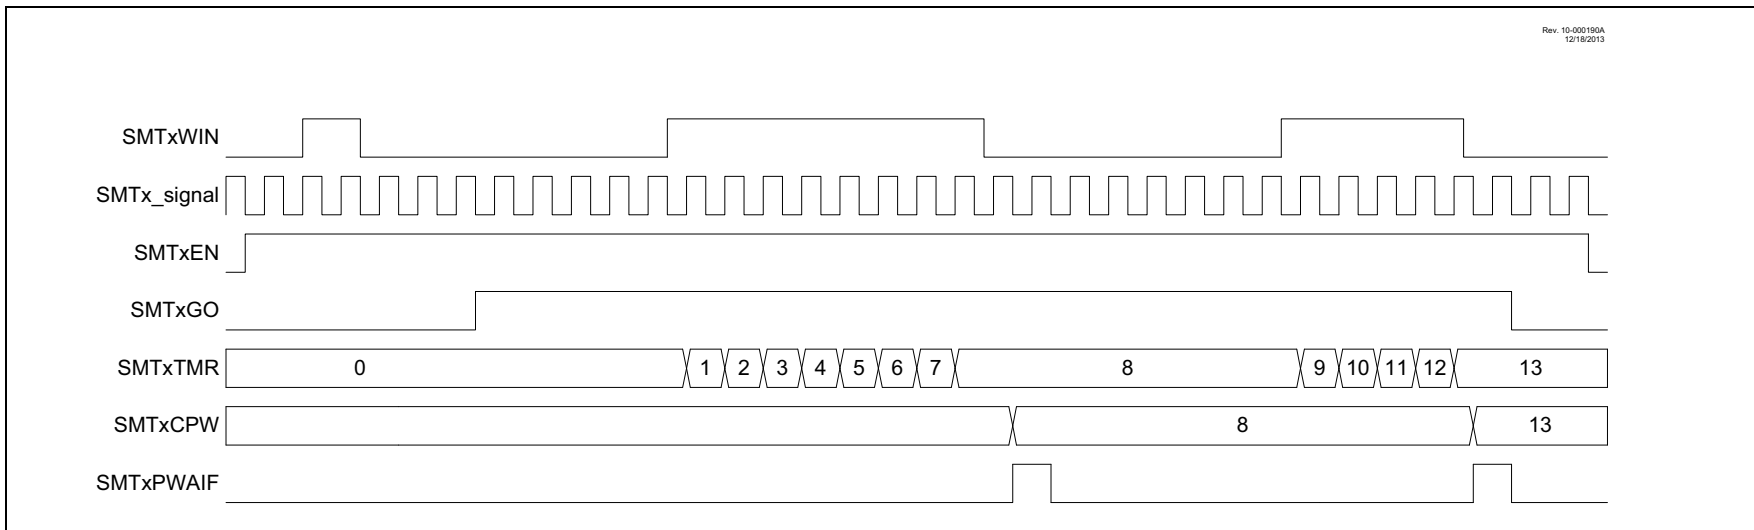 Rev. 10-000190A
12/18/2013
SMTxWIN
SMTx_signal
SMTxEN
SMTxGO
SMTxTMR 0 1 2 3 4 5 6 7 8 9 10 11 12 13
SMTxCPW 8 13
SMTxPWAIF